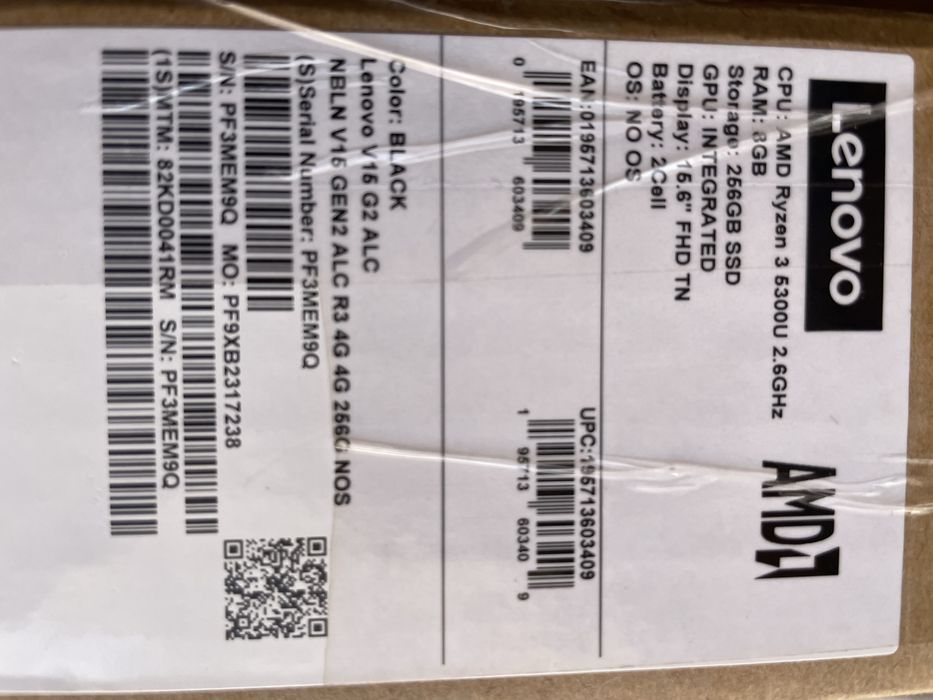 Lenovo
AMD
CPU: AMD Ryzen 3 5300U 2.6GHz
RAM: 8GB
Storage: 256GB SSD
GPU: INTEGRATED
Display: 15.6" FHD TN
Battery: 2Cell
OS: NO OS
EAN:0195713603409
0 195713 603409
UPC:195713603409
1 95713 60340 9
Color: BLACK
Lenovo V15 G2 ALC
NBLN V15 GEN2 ALC R3 4G 4G 256G NOS
(S)Serial Number: PF3MEM9Q
S/N: PF3MEM9Q MO: PF9XB2317238
(1S)MTM: 82KD0041RM S/N: PF3MEM9Q